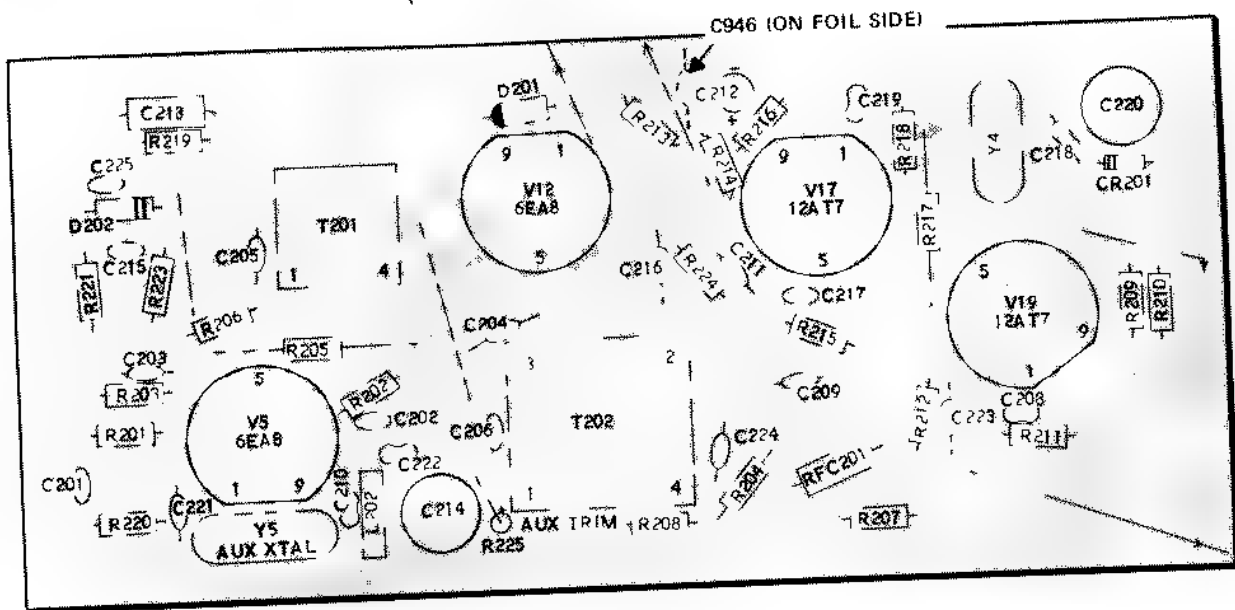 C946 (ON FOIL SIDE)
D201
C212
C219
C220
C213
R219
R213
R216
R218
Y4
C218
CR201
C225
R214
9 1
V12
6EA8
5
9 1
V17
12AT7
5
D202
T201
1 4
C205
R217
C215
R221
R223
C216
R224
C211
C217
5
V19
12AT7
9
1
R209
R210
R206
C204
R215
R205
C203
R203
3 2
T202
1 4
5
V5
6EA8
1 9
R202
C202
C206
C209
R212
C208
C223
R211
R201
C222
C224
R204
RFC201
C201
C221
C210
L202
C214
R220
Y5
AUX XTAL
R225
AUX TRIM
R208
R207